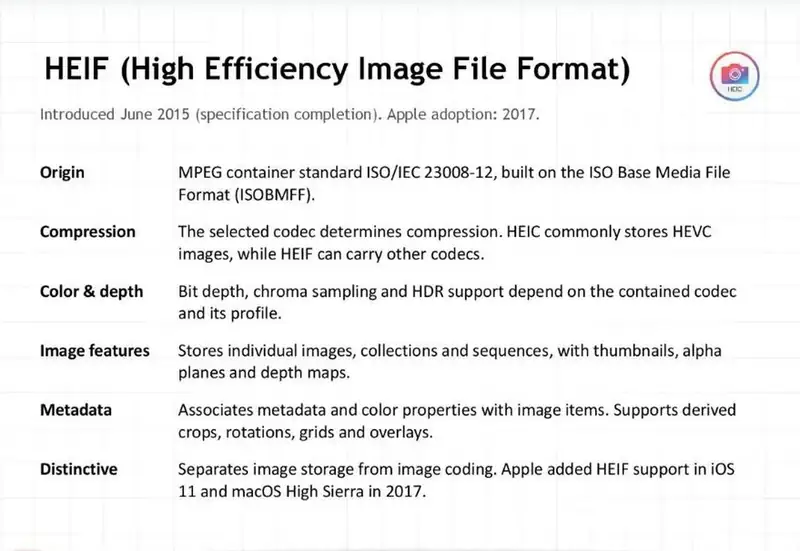 HEIF (High Efficiency Image File Format)
HEIC
Introduced June 2015 (specification completion). Apple adoption: 2017.
Origin
MPEG container standard ISO/IEC 23008-12, built on the ISO Base Media File
Format (ISOBMFF).
Compression
The selected codec determines compression. HEIC commonly stores HEVC
images, while HEIF can carry other codecs.
Color & depth
Bit depth, chroma sampling and HDR support depend on the contained codec
and its profile.
Image features
Stores individual images, collections and sequences, with thumbnails, alpha
planes and depth maps.
Metadata
Associates metadata and color properties with image items. Supports derived
crops, rotations, grids and overlays.
Distinctive
Separates image storage from image coding. Apple added HEIF support in iOS
11 and macOS High Sierra in 2017.